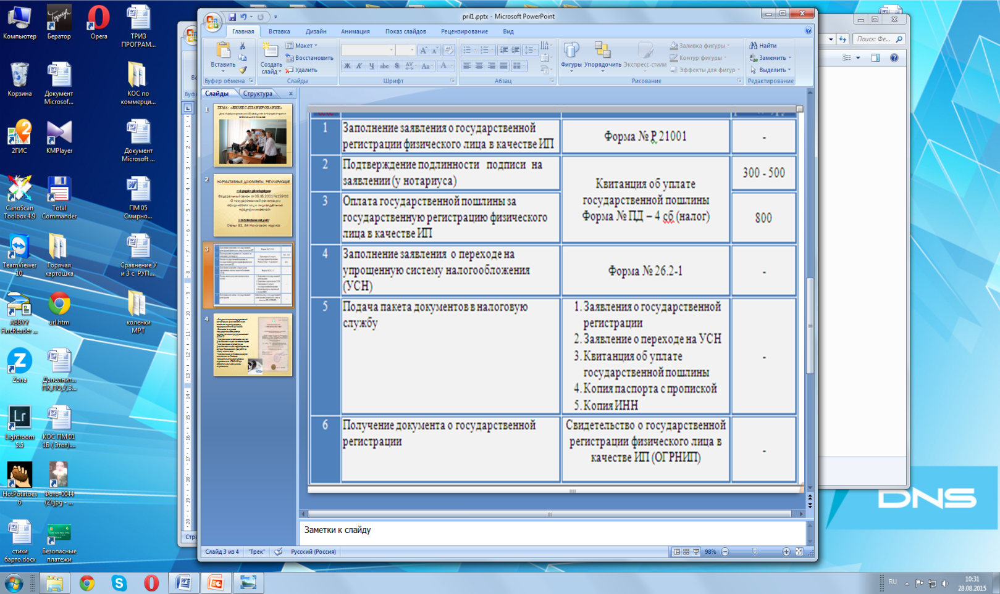 pril1.pptx - Microsoft PowerPoint
Главная
Вставка
Дизайн
Анимация
Показ слайдов
Рецензирование
Вид
Вставить
Буфер обмена
Создать
слайд
Макет
Восстановить
Удалить
Слайды
Ж К Ч abc S AV Aa A
Шрифт
Абзац
Фигуры
Упорядочить
Экспресс-стили
Заливка фигуры
Контур фигуры
Эффекты для фигур
Рисование
Найти
Заменить
Выделить
Редактирование
Слайды
Структура
1
ТЕМА: «БИЗНЕС-ПЛАНИРОВАНИЕ»
2
НОРМАТИВНЫЕ ДОКУМЕНТЫ, РЕГУЛИРУЮЩИЕ
3
4
1
Заполнение заявления о государственной
регистрации физического лица в качестве ИП
Форма № Р 21001
-
2
Подтверждение подлинности подписи на
заявлении (у нотариуса)
Квитанция об уплате
государственной пошлины
Форма № ПД – 4 сб (налог)
300 - 500
3
Оплата государственной пошлины за
государственную регистрацию физического
лица в качестве ИП
800
4
Заполнение заявления о переходе на
упрощенную систему налогообложения
(УСН)
Форма № 26.2-1
-
5
Подача пакета документов в налоговую
службу
1. Заявления о государственной
регистрации
2. Заявление о переходе на УСН
3. Квитанция об уплате
государственной пошлины
4. Копия паспорта с пропиской
5. Копия ИНН
-
6
Получение документа о государственной
регистрации
Свидетельство о государственной
регистрации физического лица в
качестве ИП (ОГРНИП)
-
Заметки к слайду
Слайд 3 из 4
"Трек"
Русский (Россия)
98%
Поиск: Фе...
Компьютер
Бератор
Opera
ТРИЗ
ПРОГРАМ...
Корзина
Документ
Microsof...
КОС по
коммерци...
2ГИС
KMPlayer
Документ
Microsoft ...
CanoScan
Toolbox 4.9
Total
Commander
ПМ 05
Смирно...
TeamViewer
10
Горячая
картошка
Сравнение У
и З с РУП....
ABBYY
FineReader ...
url.htm
коленки
МРТ
Zona
Дополнит...
ПК,ПО,У,З...
Lightroom
5.5
КОС ПМ.01
1Б ( Этот)....
HotPotatoes
6
Фото-0044
(2).jpg - ...
стихи
барто.docx
Безопасные
платежи
DNS
RU
10:31
28.08.2015